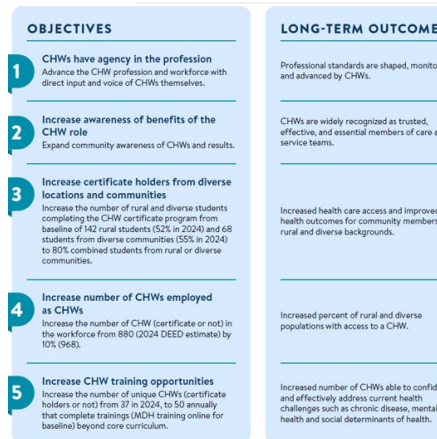 OBJECTIVES
1
CHWs have agency in the profession
Advance the CHW profession and workforce with
direct input and voice of CHWs themselves.
2
Increase awareness of benefits of the
CHW role
Expand community awareness of CHWs and results.
3
Increase certificate holders from diverse
locations and communities
Increase the number of rural and diverse students
completing the CHW certificate program from
baseline of 142 rural students (52% in 2024) and 68
students from diverse communities (55% in 2024)
to 80% combined students from rural or diverse
communities.
4
Increase number of CHWs employed
as CHWs
Increase the number of CHW (certificate or not) in
the workforce from 880 (2024 DEED estimate) by
10% (968).
5
Increase CHW training opportunities
Increase the number of unique CHWs (certificate
holders or not) from 37 in 2024, to 50 annually
that complete trainings (MDH training online for
baseline) beyond core curriculum.
LONG-TERM OUTCOME
Professional standards are shaped, monito
and advanced by CHWs.
CHWs are widely recognized as trusted,
effective, and essential members of care a
service teams.
Increased health care access and improved
health outcomes for community members
rural and diverse backgrounds.
Increased percent of rural and diverse
populations with access to a CHW.
Increased number of CHWs able to confid
and effectively address current health
challenges such as chronic disease, mental
health and social determinants of health.